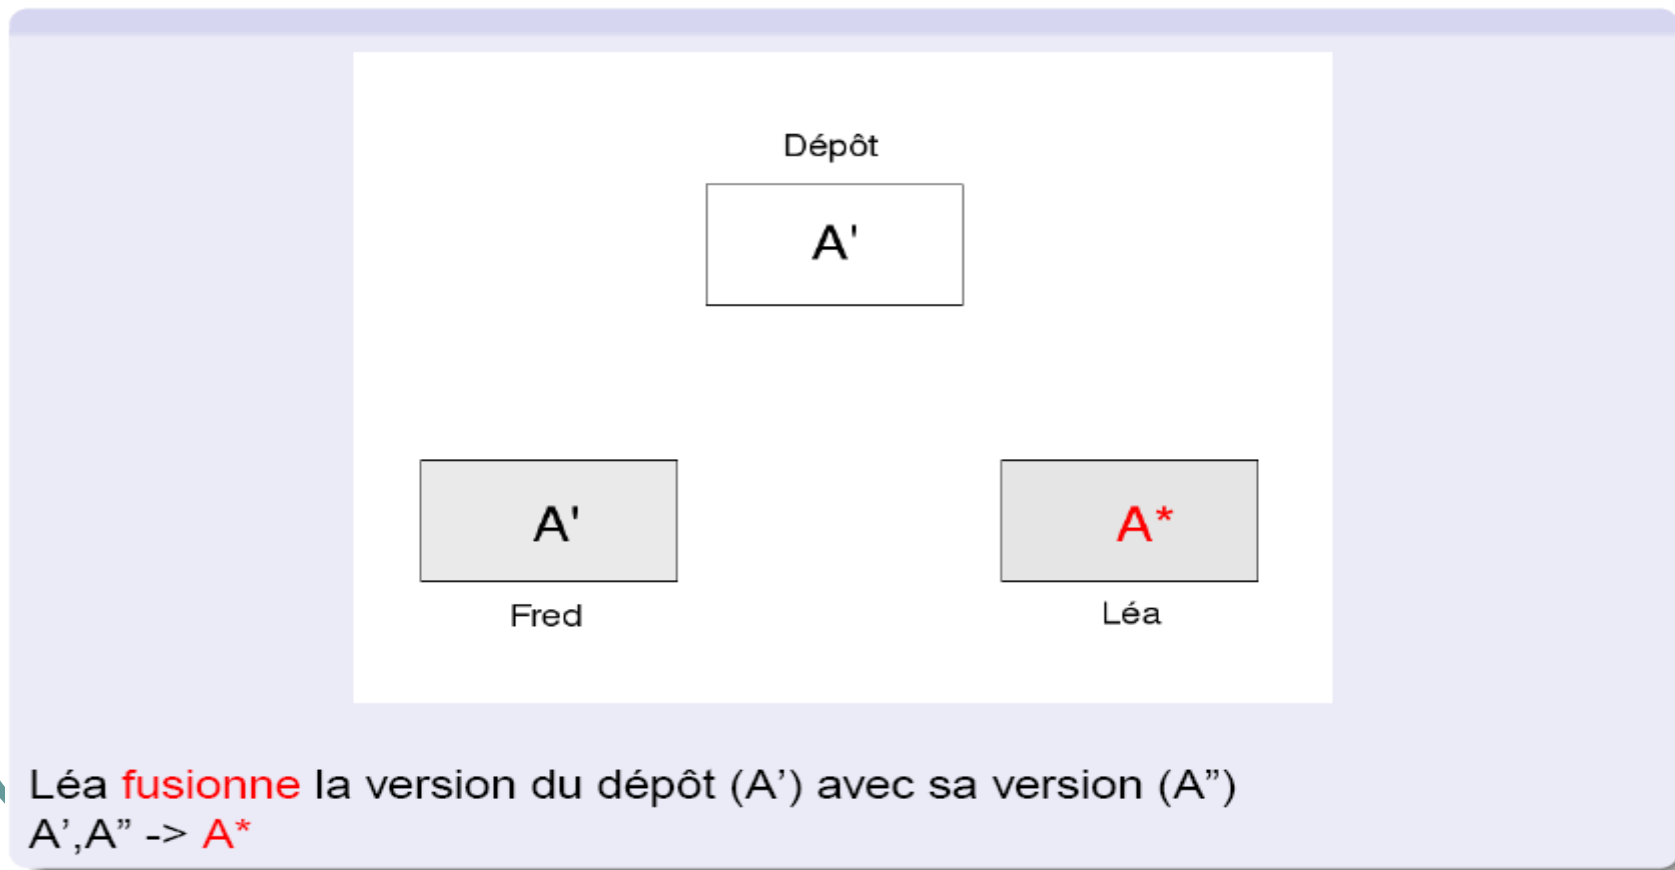 Dépôt
A'
A'
A*
Fred
Léa
Léa fusionne la version du dépôt (A’) avec sa version (A”)
A’,A” -> A*